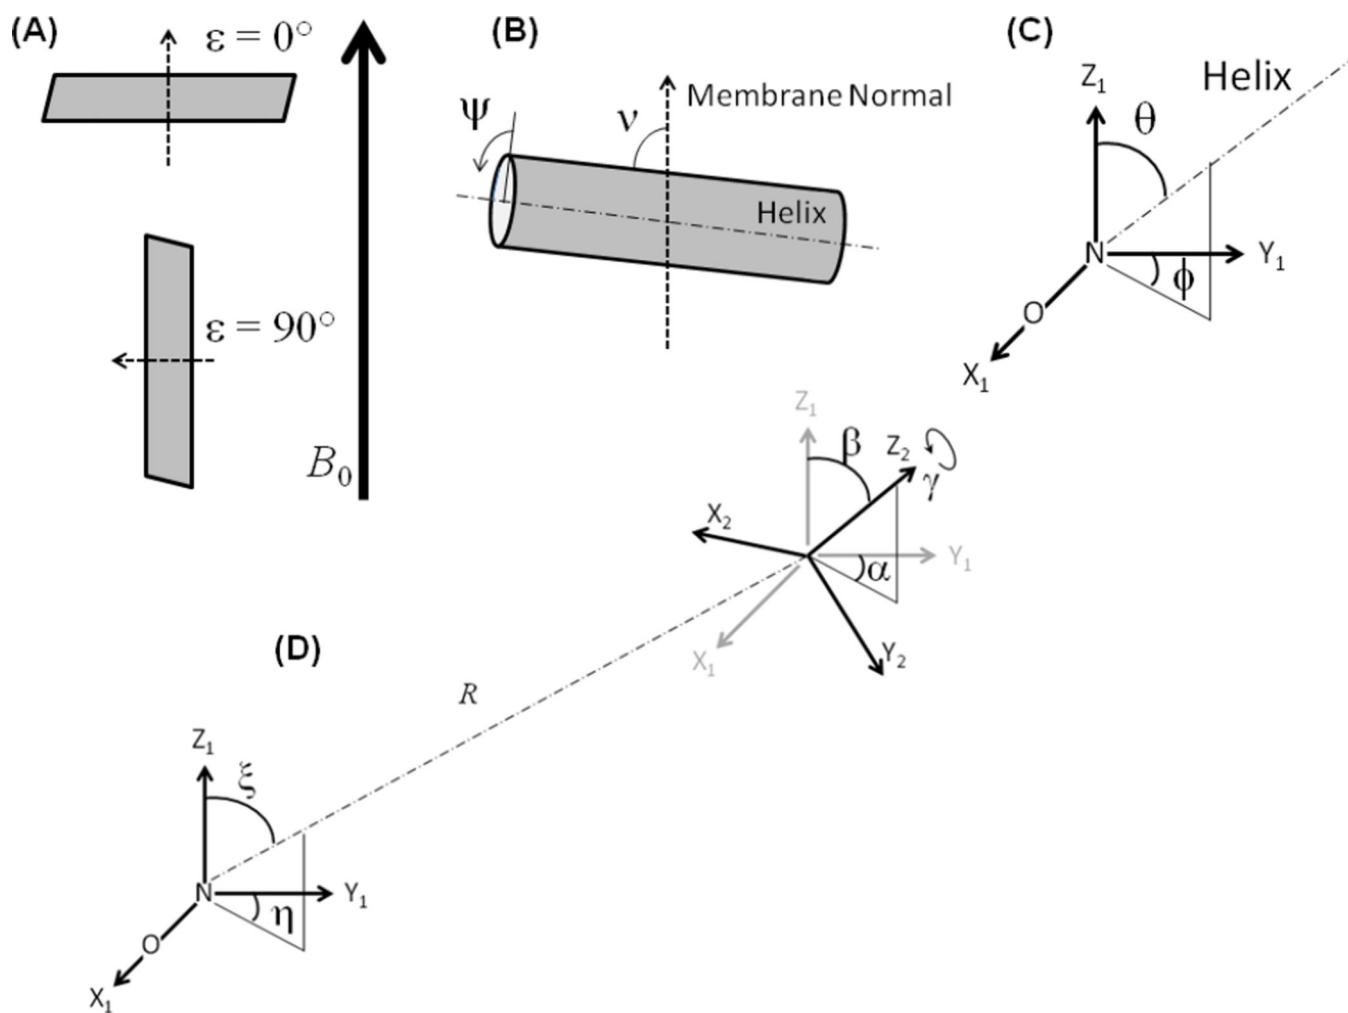 (A)
ε = 0°
ε = 90°
B₀
(B)
ψ
ν
Membrane Normal
Helix
(C)
Z₁
θ
Helix
N
Y₁
ϕ
O
X₁
(D)
Z₁
β
Z₂
γ
X₂
Y₁
α
X₁
Y₂
R
Z₁
ξ
N
Y₁
η
O
X₁